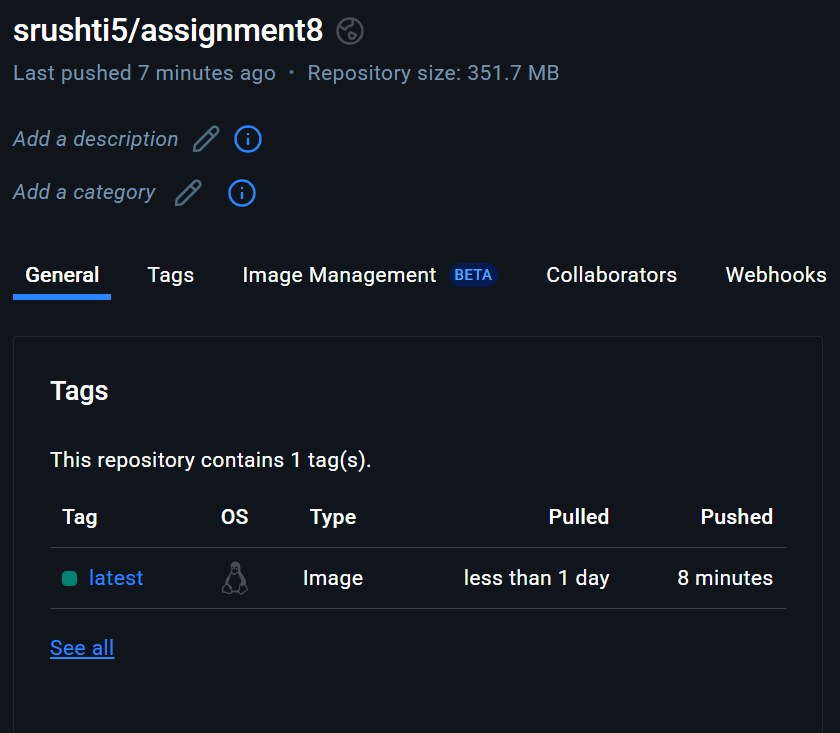 srushti5/assignment8
Last pushed 7 minutes ago • Repository size: 351.7 MB
Add a description
Add a category
General Tags Image Management BETA Collaborators Webhooks
Tags
This repository contains 1 tag(s).
Tag OS Type Pulled Pushed
latest Image less than 1 day 8 minutes
See all